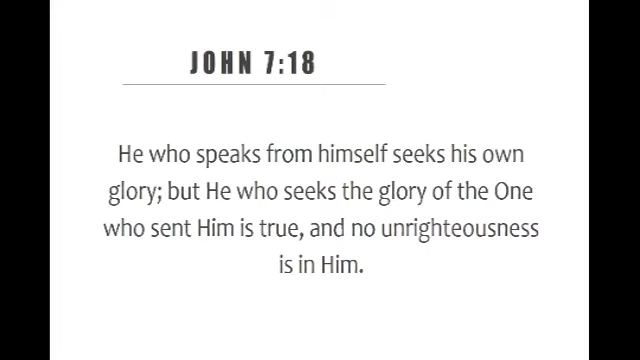 JOHN 7:18
He who speaks from himself seeks his own
glory; but He who seeks the glory of the One
who sent Him is true, and no unrighteousness
is in Him.